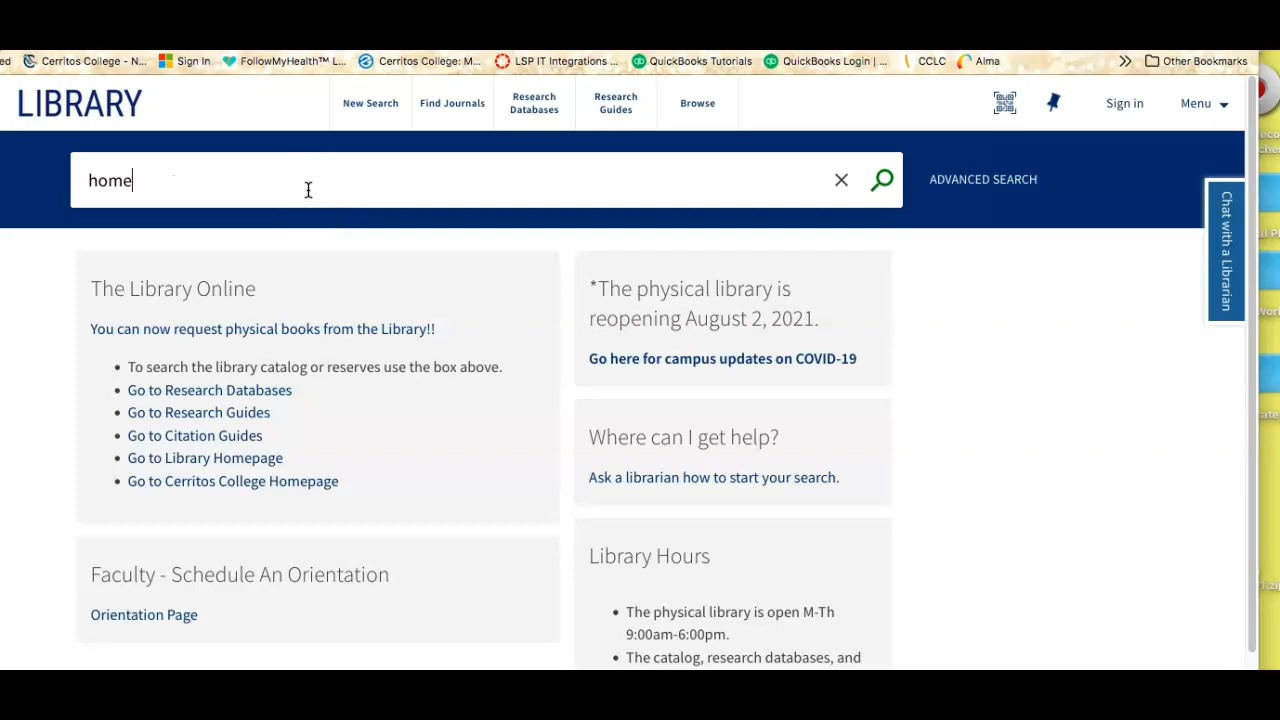 Cerritos College - N...
Sign In
FollowMyHealth™ L...
Cerritos College: M...
LSP IT Integrations ...
QuickBooks Tutorials
QuickBooks Login | ...
CCLC
Alma
Other Bookmarks
LIBRARY
New Search
Find Journals
Research
Databases
Research
Guides
Browse
Sign in
Menu
home
ADVANCED SEARCH
Chat with a Librarian
The Library Online
You can now request physical books from the Library!!
• To search the library catalog or reserves use the box above.
• Go to Research Databases
• Go to Research Guides
• Go to Citation Guides
• Go to Library Homepage
• Go to Cerritos College Homepage
Faculty - Schedule An Orientation
Orientation Page
*The physical library is
reopening August 2, 2021.
Go here for campus updates on COVID-19
Where can I get help?
Ask a librarian how to start your search.
Library Hours
• The physical library is open M-Th
9:00am-6:00pm.
• The catalog, research databases, and